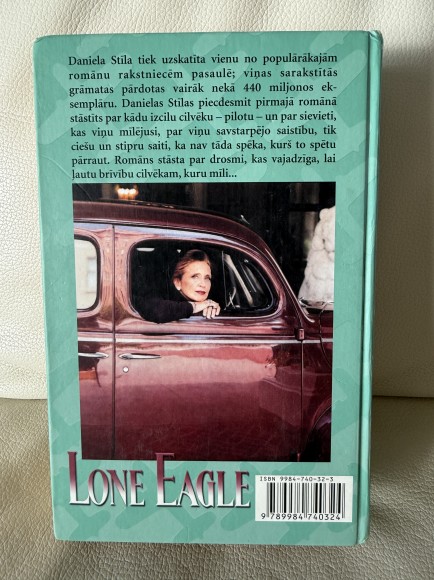 Daniela Stīla tiek uzskatīta vienu no populārākajām
romānu rakstniecēm pasaulē; viņas sarakstītās
grāmatas pārdotas vairāk nekā 440 miljonos ek-
semplāru. Danielas Stīlas piecdesmit pirmajā romānā
stāstīts par kādu izcilu cilvēku – pilotu – un par sievieti,
kas viņu mīlējusi, par viņu savstarpējo saistību, tik
ciešu un stipru saiti, ka nav tāda spēka, kurš to spētu
pārraut. Romāns stāsta par drosmi, kas vajadzīga, lai
ļautu brīvību cilvēkam, kuru mīli...
LONE EAGLE
ISBN 9984-740-32-3
9 789984 740324